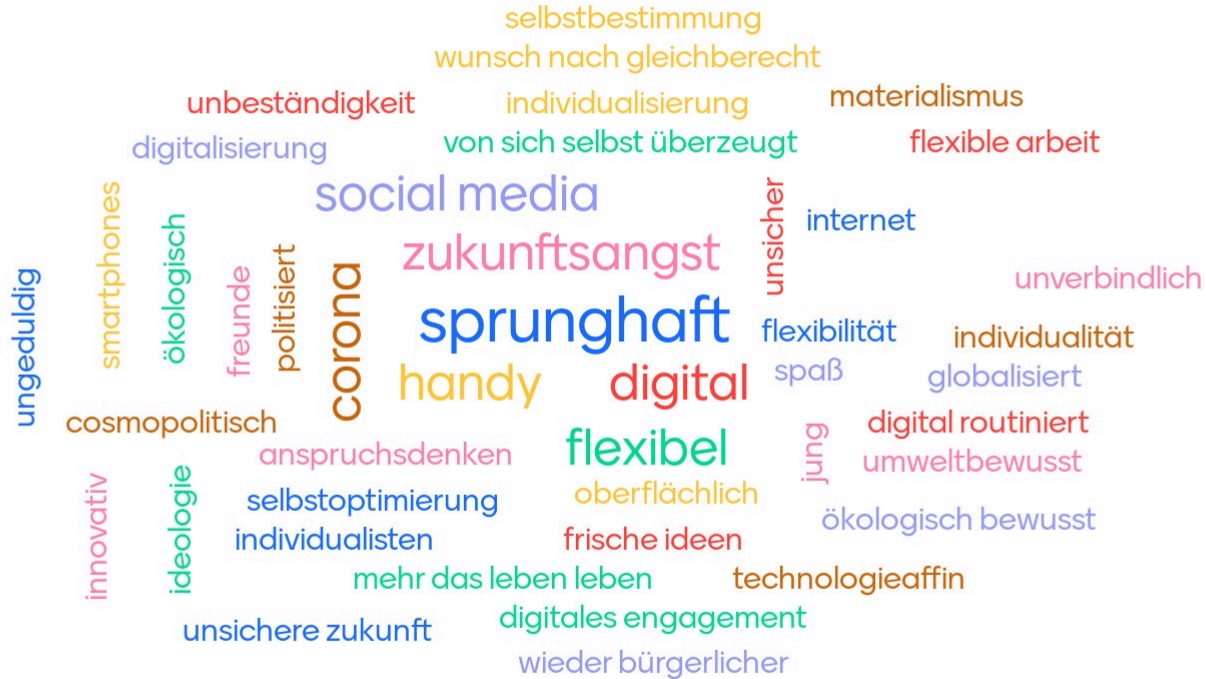 selbstbestimmung
wunsch nach gleichberecht
materialismus
unbeständigkeit
individualisierung
von sich selbst überzeugt
flexible arbeit
digitalisierung
social media
internet
unsicher
zukunftsangst
smartphones
ökologisch
unverbindlich
freunde
politisiert
corona
ungeduldig
sprunghaft
flexibilität
individualität
spaß
globalisiert
handy
digital
cosmopolitisch
digital routiniert
anspruchsdenken
flexibel
jung
umweltbewusst
innovativ
ideologie
selbstoptimierung
oberflächlich
ökologisch bewusst
individualisten
frische ideen
mehr das leben leben
technologieaffin
digitales engagement
unsichere zukunft
wieder bürgerlicher